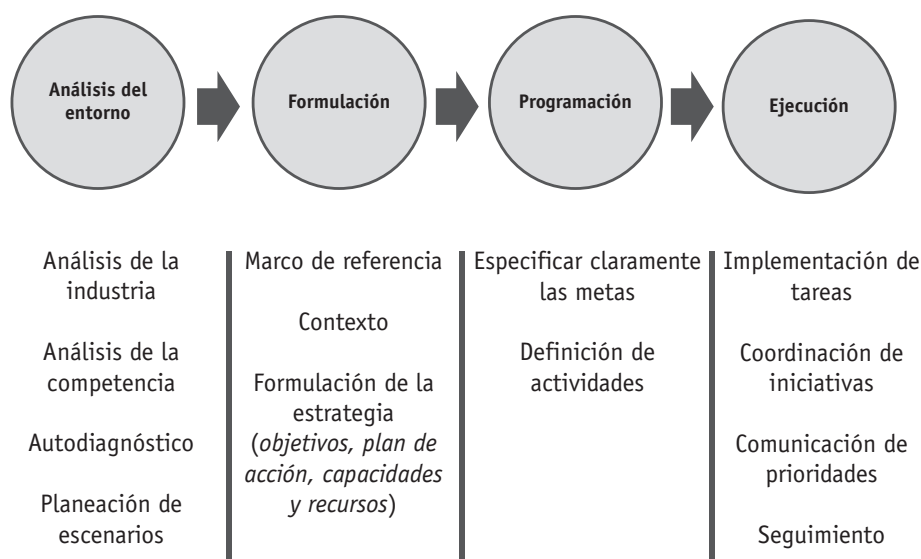 Análisis del
entorno
Formulación
Programación
Ejecución
Análisis de la
industria
Análisis de la
competencia
Autodiagnóstico
Planeación de
escenarios
Marco de referencia
Contexto
Formulación de la
estrategia
(objetivos, plan de
acción, capacidades
y recursos)
Especificar claramente
las metas
Definición de
actividades
Implementación de
tareas
Coordinación de
iniciativas
Comunicación de
prioridades
Seguimiento